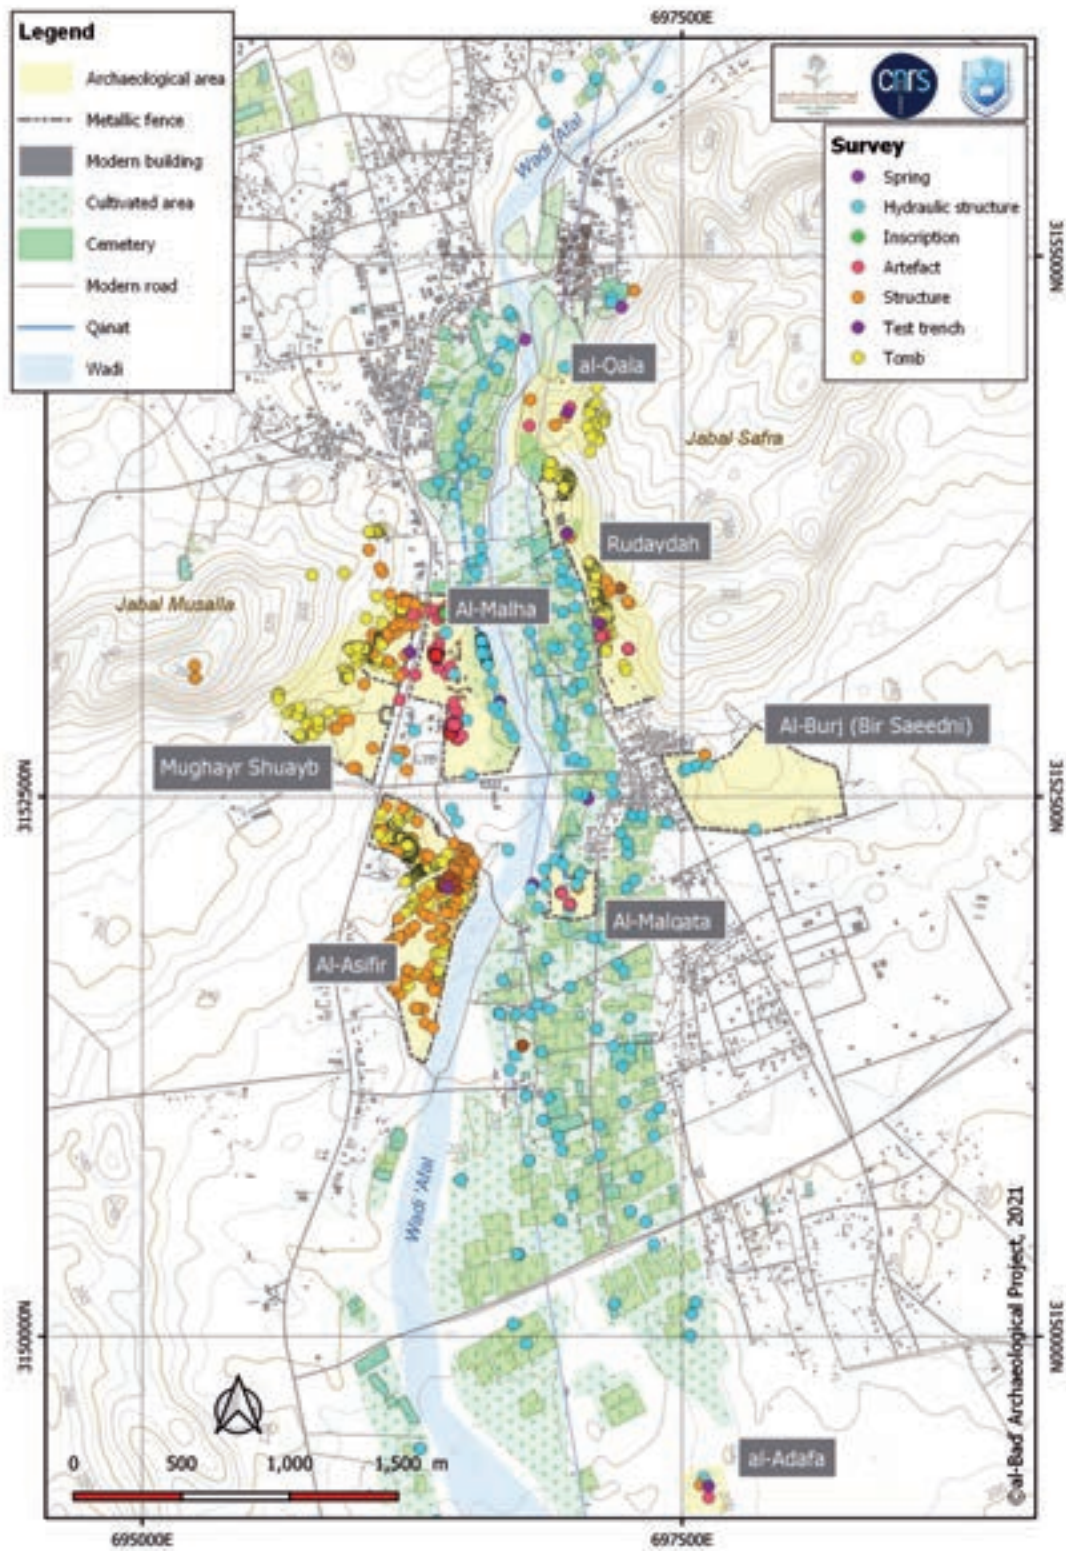 697500E
Legend
Archaeological area
Metallic fence
Modern building
Cultivated area
Cemetery
Modern road
Qanat
Wadi
cnrs
Survey
Spring
Hydraulic structure
Inscription
Artefact
Structure
Test trench
Tomb
Wadi 'Afal
3155000N
al-Qala
Jabal Safra
Rudaydah
Al-Malha
Jabal Musalla
Al-Burj (Bir Saeedni)
Mughayr Shuayb
3152500N
3152500N
Al-Malqata
Al-Asifir
Wadi 'Afal
3150000N
3150000N
©al-Bad' Archaeological Project, 2021
al-Adafa
0 500 1,000 1,500 m
695000E
697500E